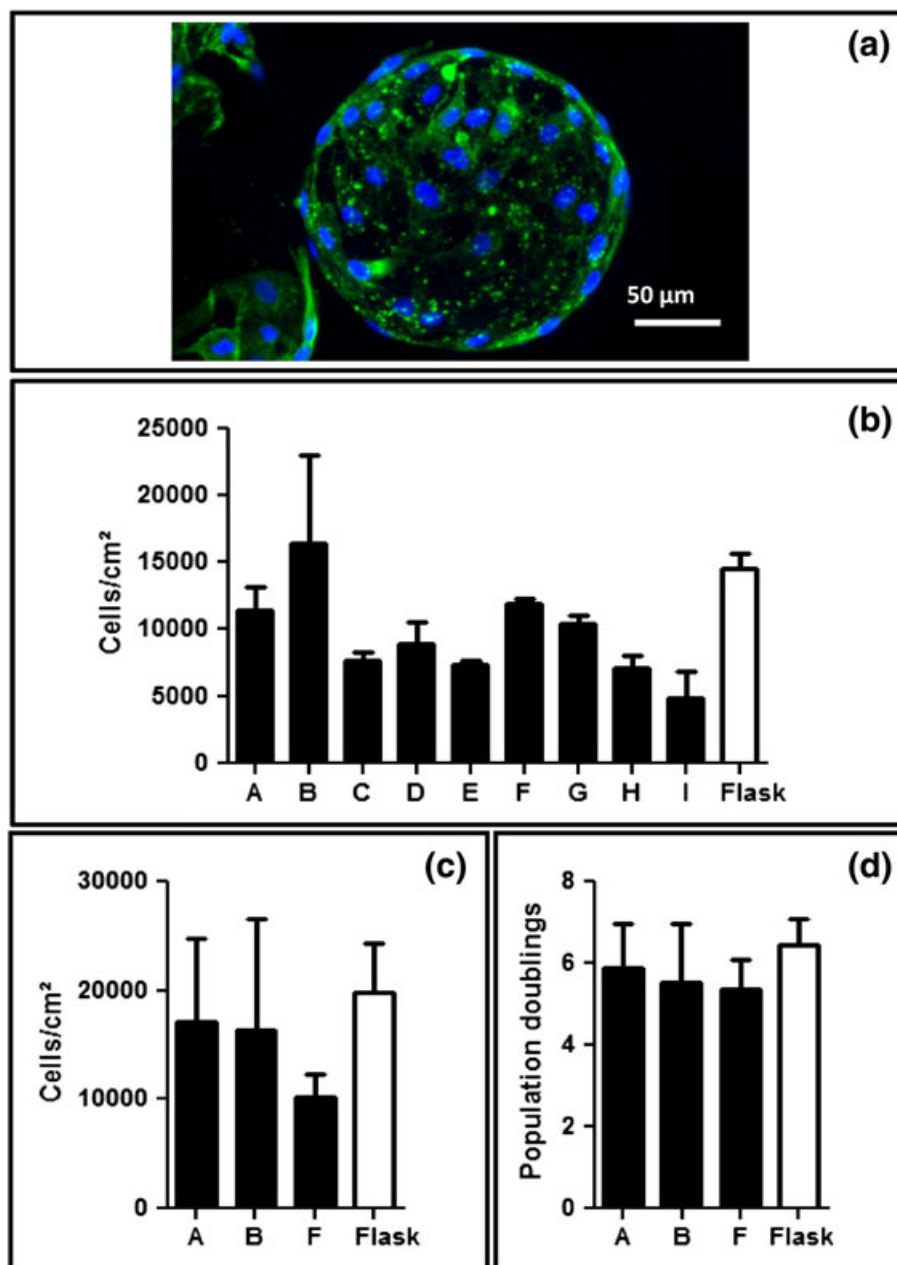 (a)
50 µm
(b)
Cells/cm²
25000
20000
15000
10000
5000
0
A B C D E F G H I Flask
(c)
Cells/cm²
30000
20000
10000
0
A B F Flask
(d)
Population doublings
8
6
4
2
0
A B F Flask